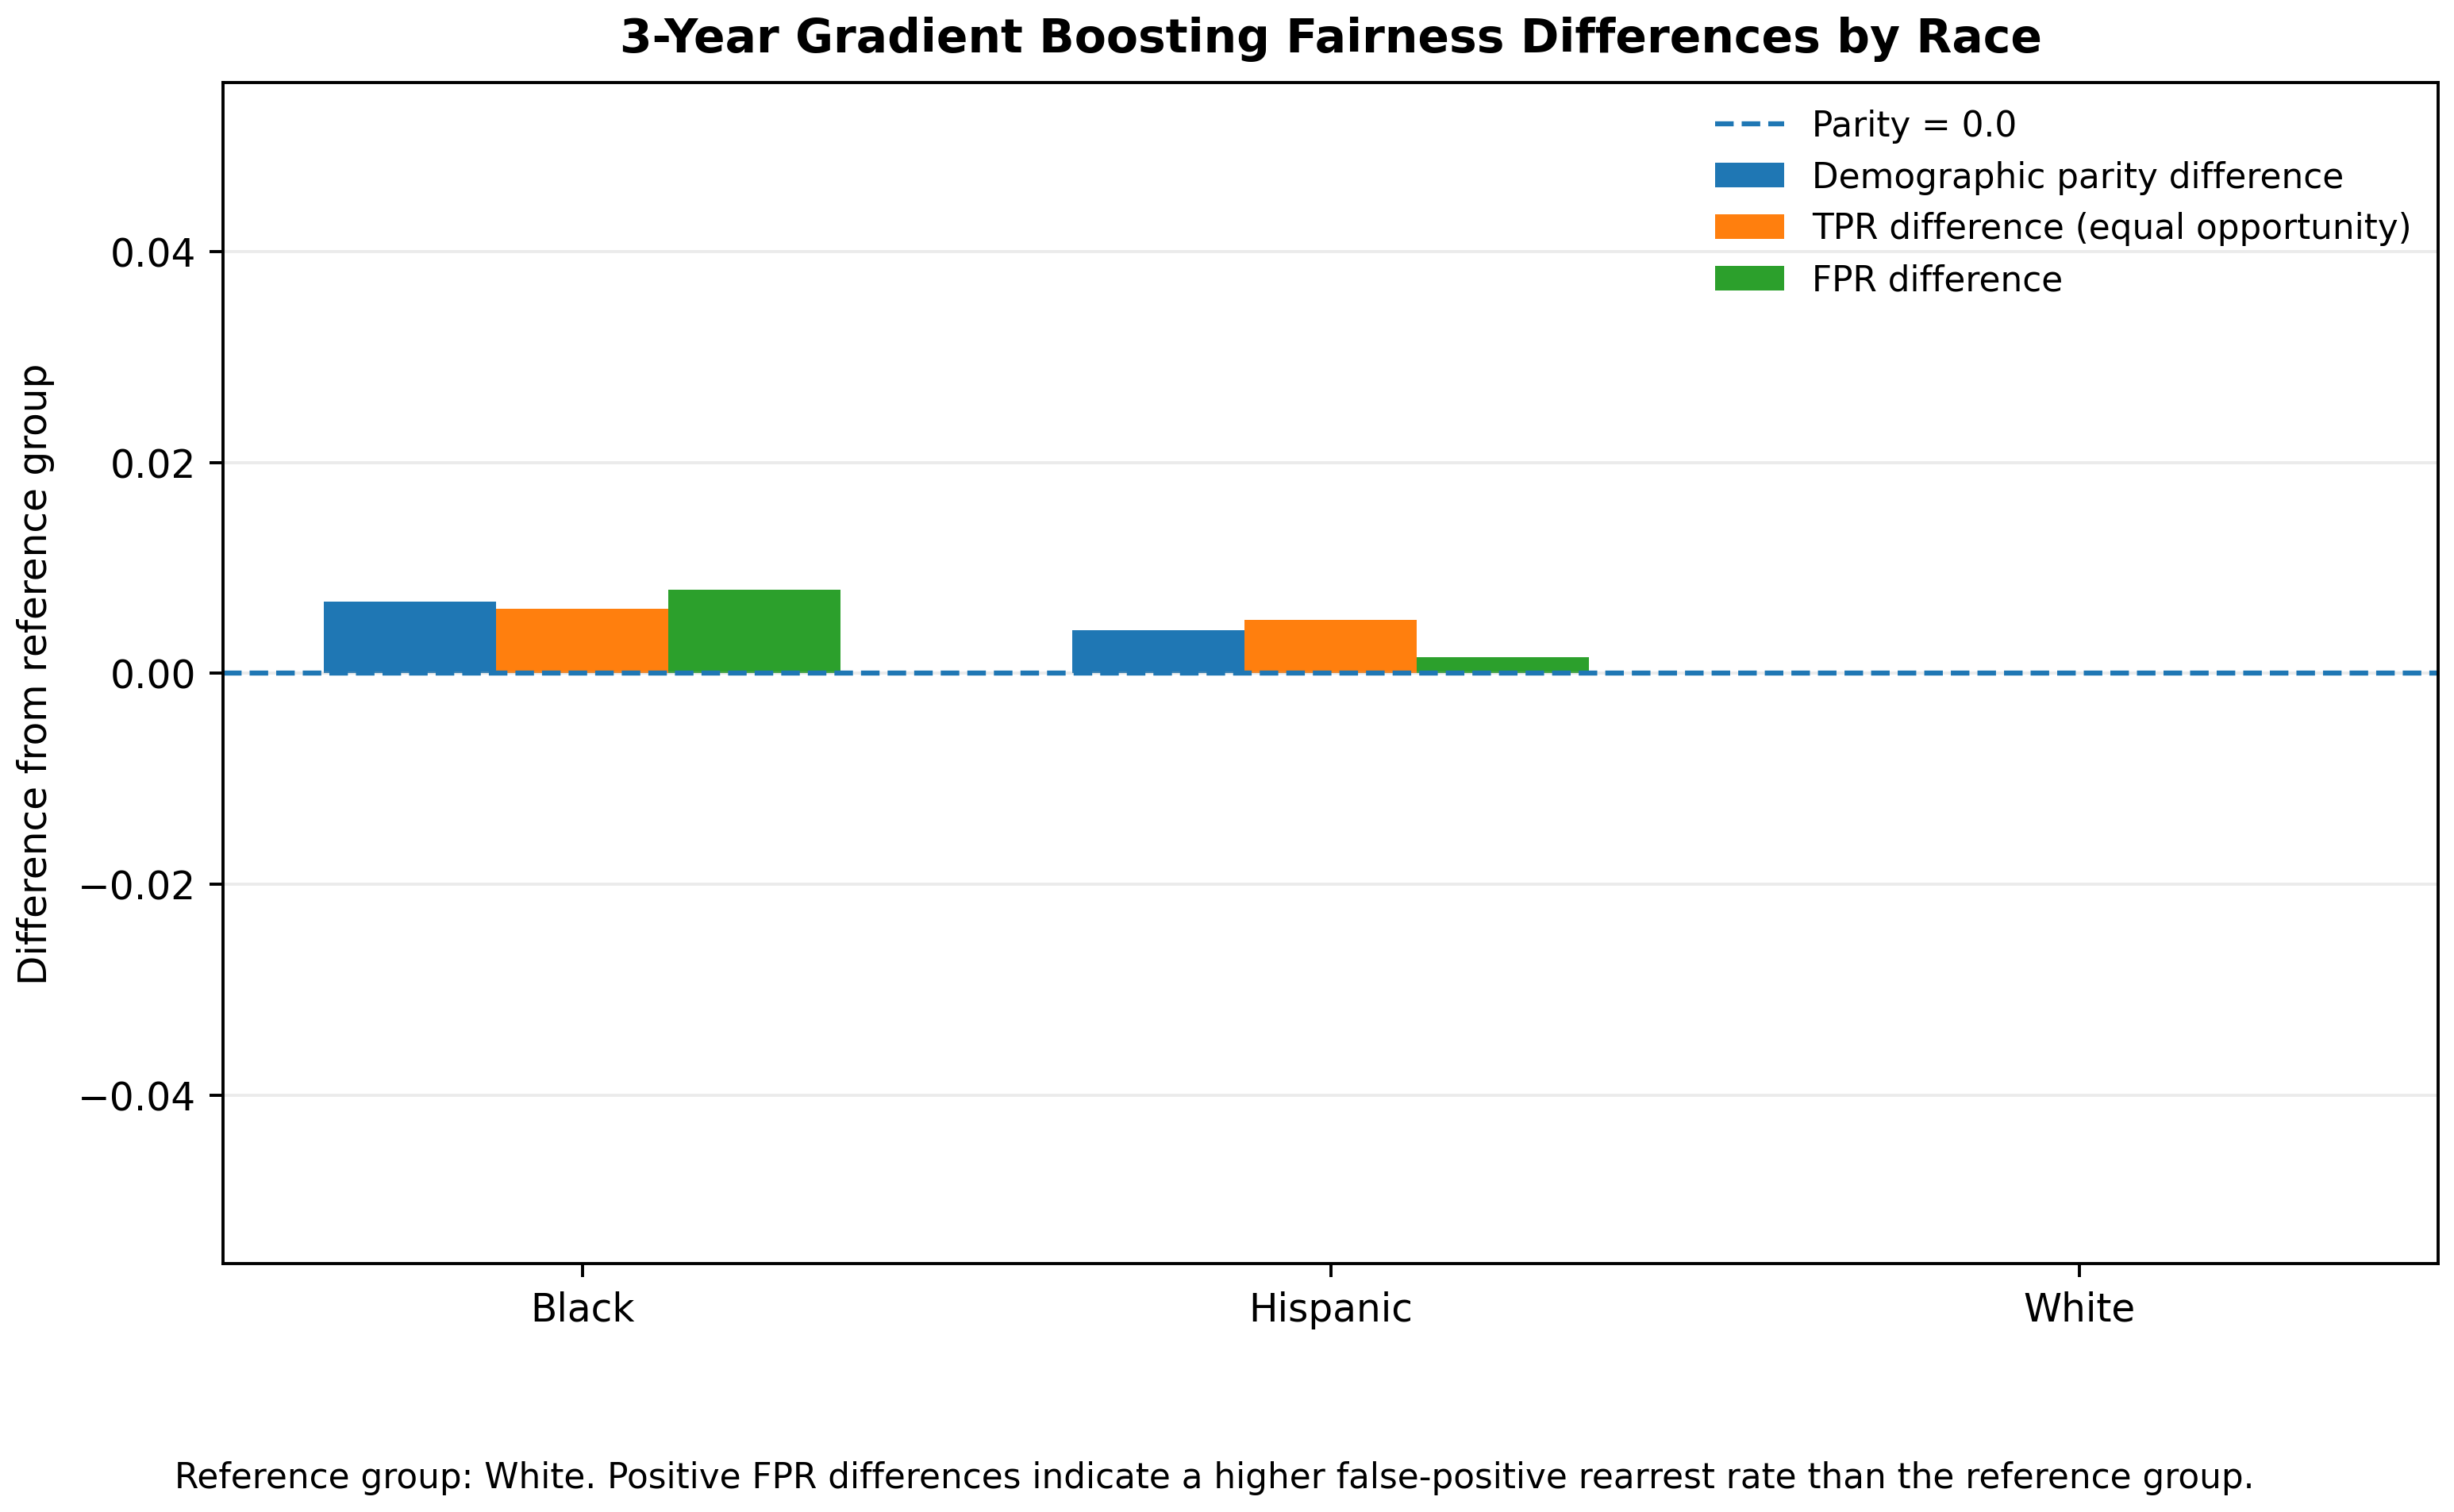 3-Year Gradient Boosting Fairness Differences by Race
Parity = 0.0
Demographic parity difference
TPR difference (equal opportunity)
FPR difference
Difference from reference group
0.04
0.02
0.00
−0.02
−0.04
Black
Hispanic
White
Reference group: White. Positive FPR differences indicate a higher false-positive rearrest rate than the reference group.